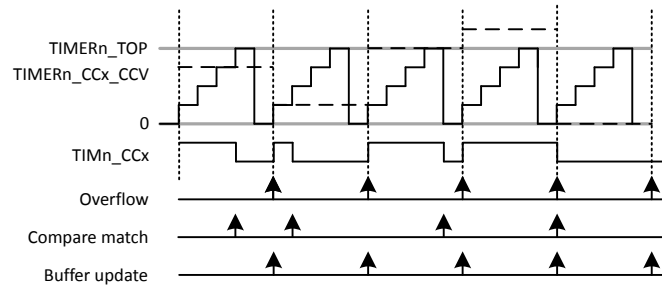 TIMERn_TOP
TIMERn_CCx_CCV
0
TIMn_CCx
Overflow
Compare match
Buffer update